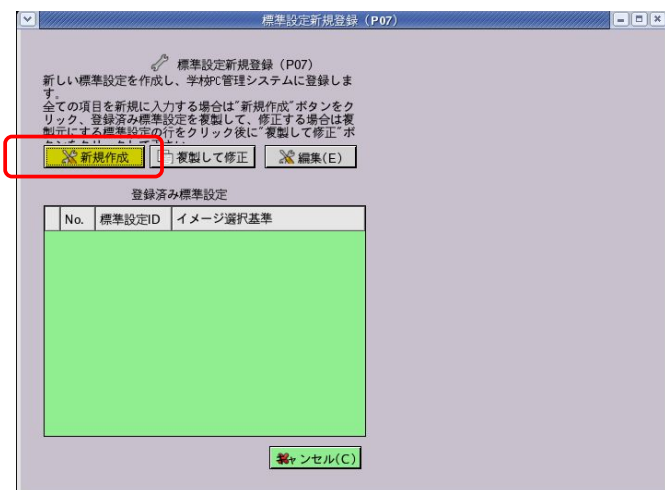 標準設定新規登録（P07）
標準設定新規登録（P07）
新しい標準設定を作成し、学校PC管理システムに登録しま
す。
全ての項目を新規に入力する場合は"新規作成"ボタンをク
リック、登録済み標準設定を複製して、修正する場合は複
製元にする標準設定の行をクリック後に"複製して修正"ボ
新規作成 複製して修正 編集(E)
登録済み標準設定
No. 標準設定ID イメージ選択基準
ャンセル(C)